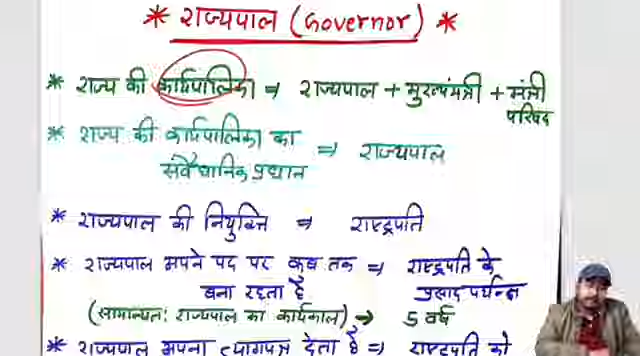 * राज्यपाल (Governor) *
* राज्य की कार्यपालिका ⇒ राज्यपाल + मुख्यमंत्री + मंत्री
परिषद
* राज्य की कार्यपालिका का ⇒ राज्यपाल
संवैधानिक प्रधान
* राज्यपाल की नियुक्ति ⇒ राष्ट्रपति
* राज्यपाल अपने पद पर कब तक ⇒ राष्ट्रपति के
बना रहता है प्रसाद पर्यन्त
(सामान्यत: राज्यपाल का कार्यकाल) → 5 वर्ष
* राज्यपाल अपना त्यागपत्र देता है ⇒ राष्ट्रपति को